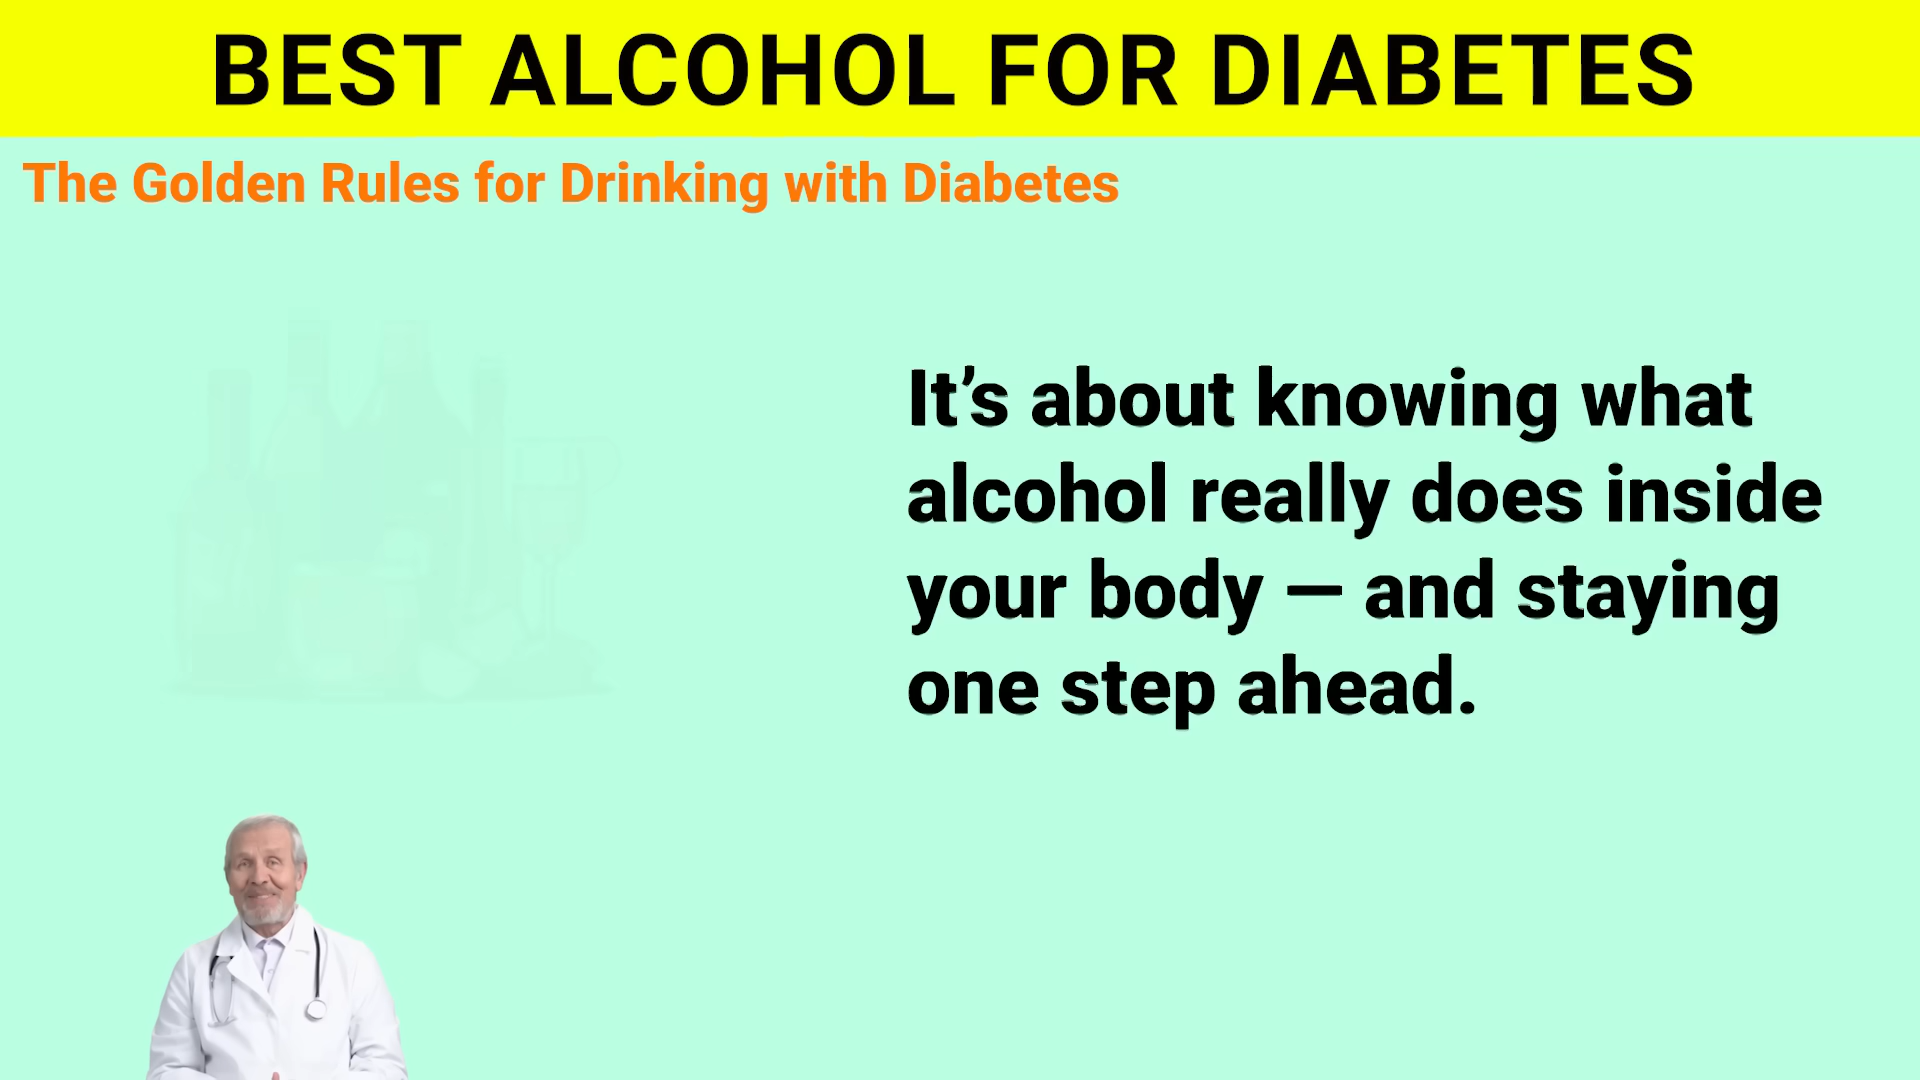 BEST ALCOHOL FOR DIABETES
The Golden Rules for Drinking with Diabetes
It’s about knowing what
alcohol really does inside
your body — and staying
one step ahead.